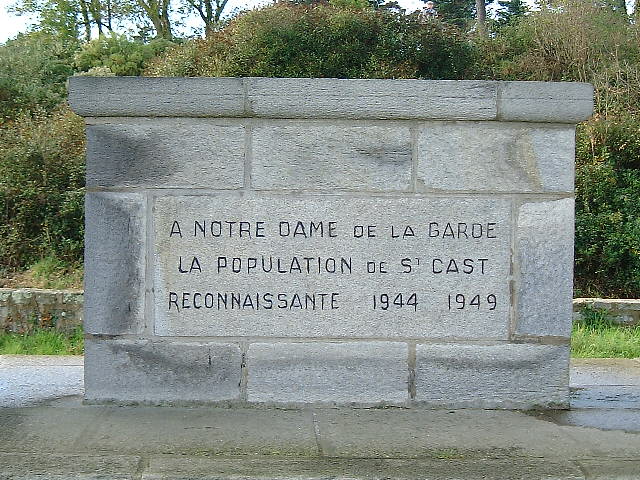 A NOTRE DAME DE LA GARDE
LA POPULATION DE ST CAST
RECONNAISSANTE 1944 1949